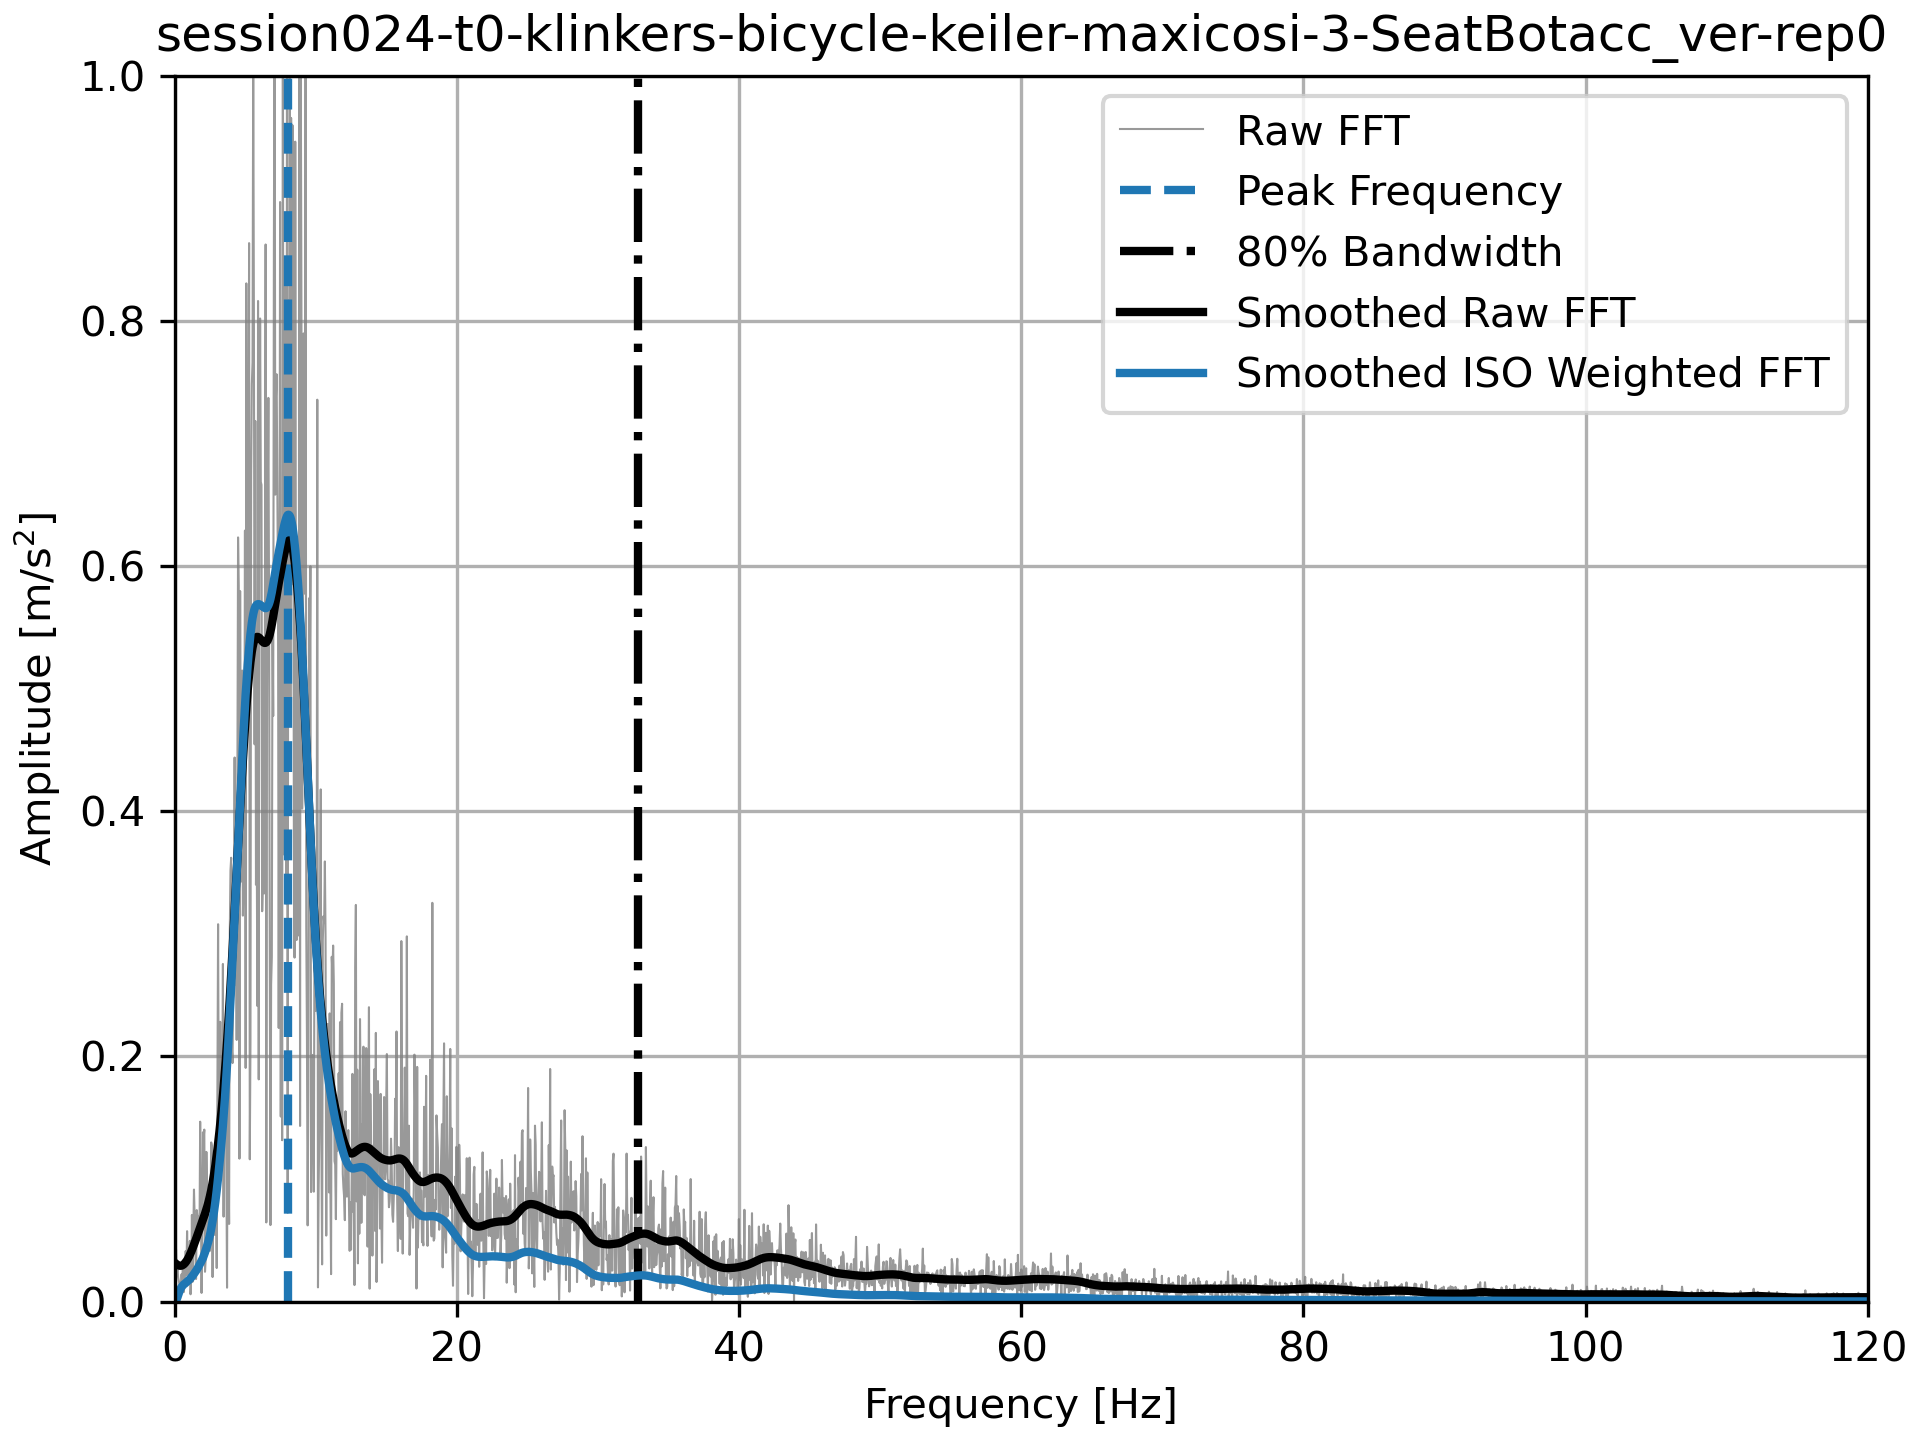 session024-t0-klinkers-bicycle-keiler-maxicosi-3-SeatBotacc_ver-rep0
1.0
0.8
0.6
0.4
0.2
0.0
Amplitude [m/s²]
Raw FFT
Peak Frequency
80% Bandwidth
Smoothed Raw FFT
Smoothed ISO Weighted FFT
0 20 40 60 80 100 120
Frequency [Hz]